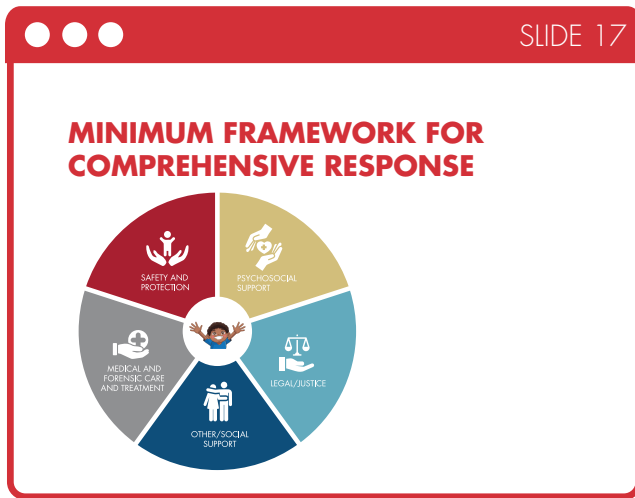 SLIDE 17
MINIMUM FRAMEWORK FOR
COMPREHENSIVE RESPONSE
SAFETY AND
PROTECTION
PSYCHOSOCIAL
SUPPORT
MEDICAL AND
FORENSIC CARE
AND TREATMENT
LEGAL/JUSTICE
OTHER/SOCIAL
SUPPORT